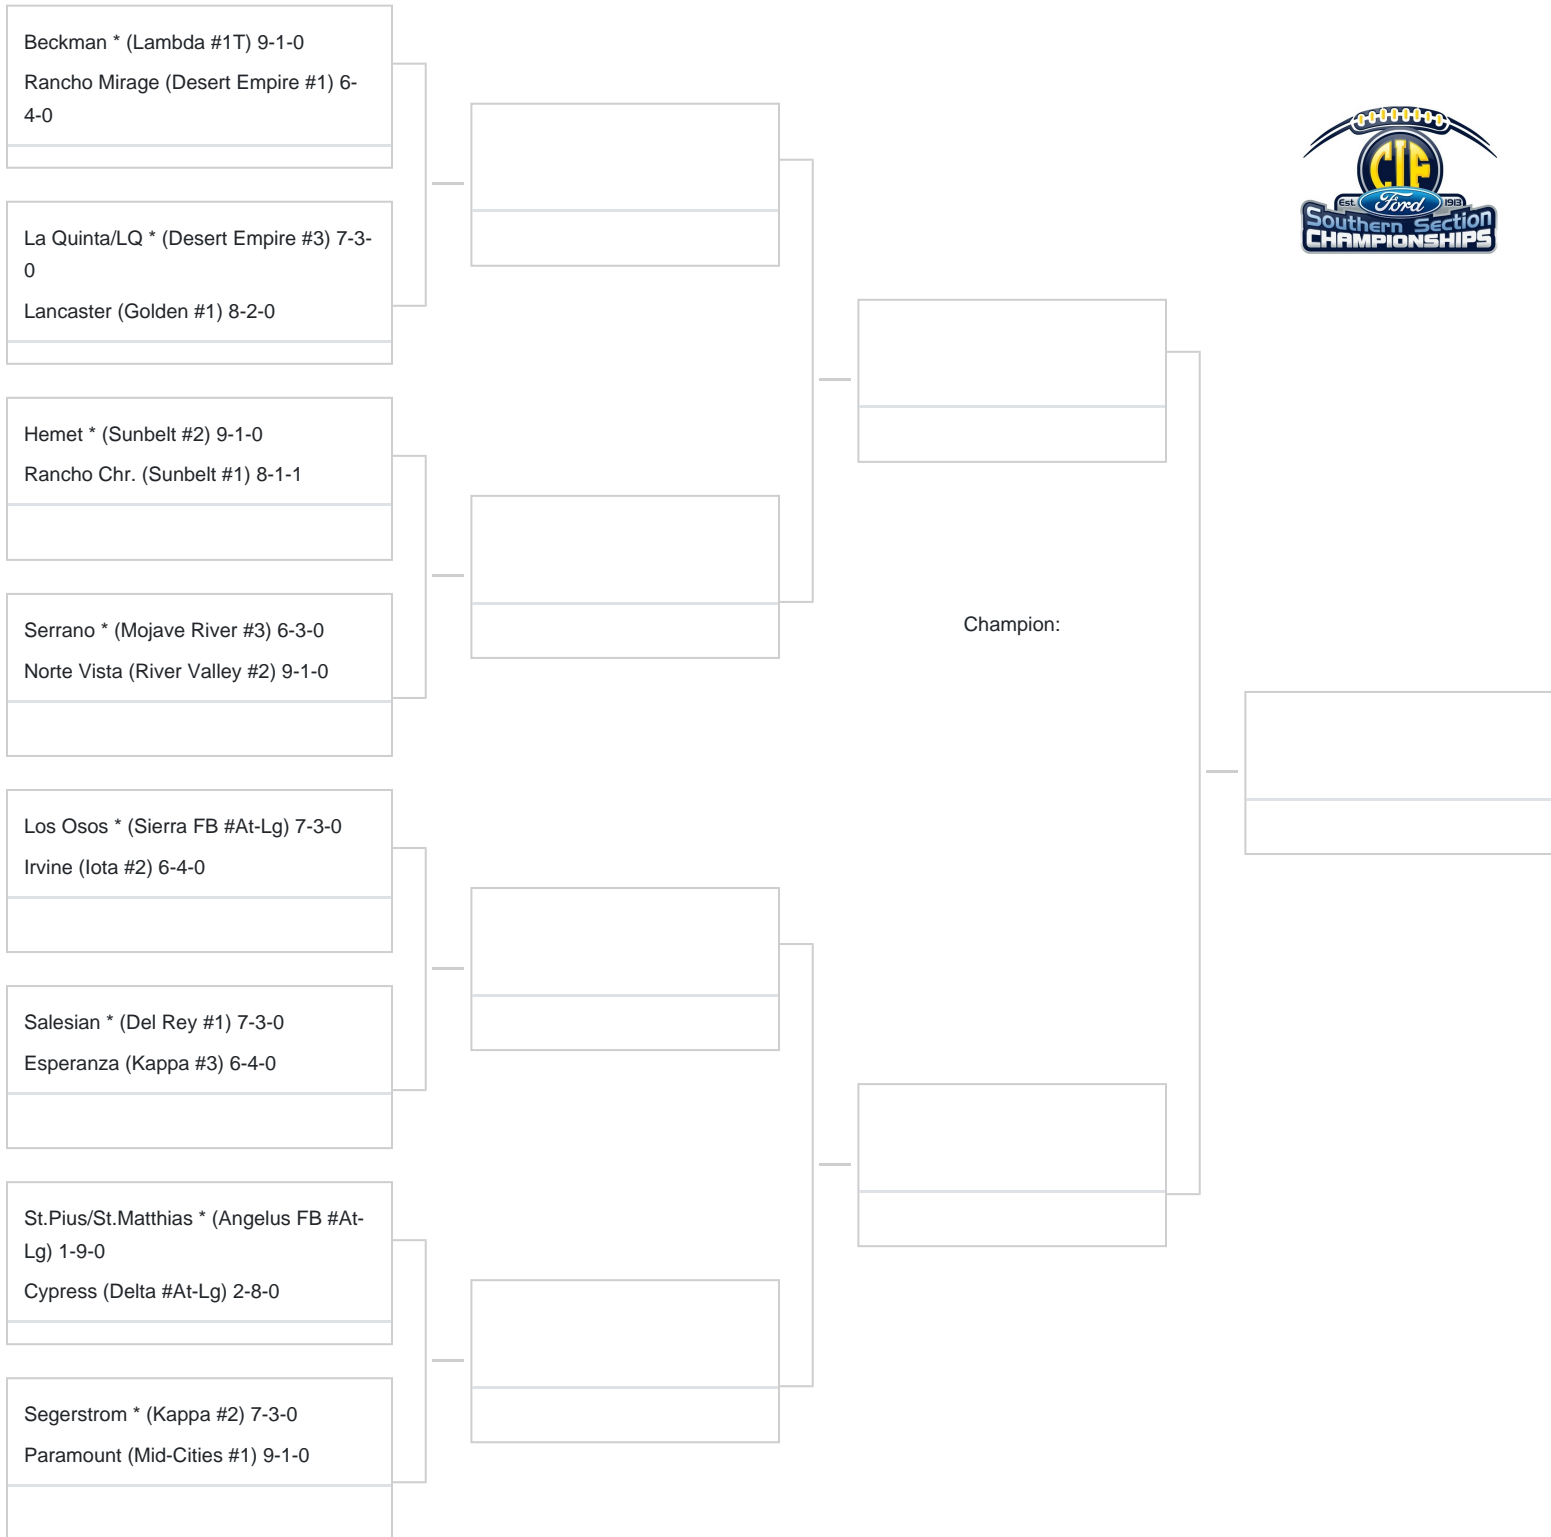 Beckman * (Lambda #1T) 9-1-0
Rancho Mirage (Desert Empire #1) 6-
4-0
La Quinta/LQ * (Desert Empire #3) 7-3-
0
Lancaster (Golden #1) 8-2-0
Hemet * (Sunbelt #2) 9-1-0
Rancho Chr. (Sunbelt #1) 8-1-1
Serrano * (Mojave River #3) 6-3-0
Norte Vista (River Valley #2) 9-1-0
Los Osos * (Sierra FB #At-Lg) 7-3-0
Irvine (Iota #2) 6-4-0
Salesian * (Del Rey #1) 7-3-0
Esperanza (Kappa #3) 6-4-0
St.Pius/St.Matthias * (Angelus FB #At-
Lg) 1-9-0
Cypress (Delta #At-Lg) 2-8-0
Segerstrom * (Kappa #2) 7-3-0
Paramount (Mid-Cities #1) 9-1-0
Champion:
CIF
Est. Ford 1913
Southern Section
CHAMPIONSHIPS